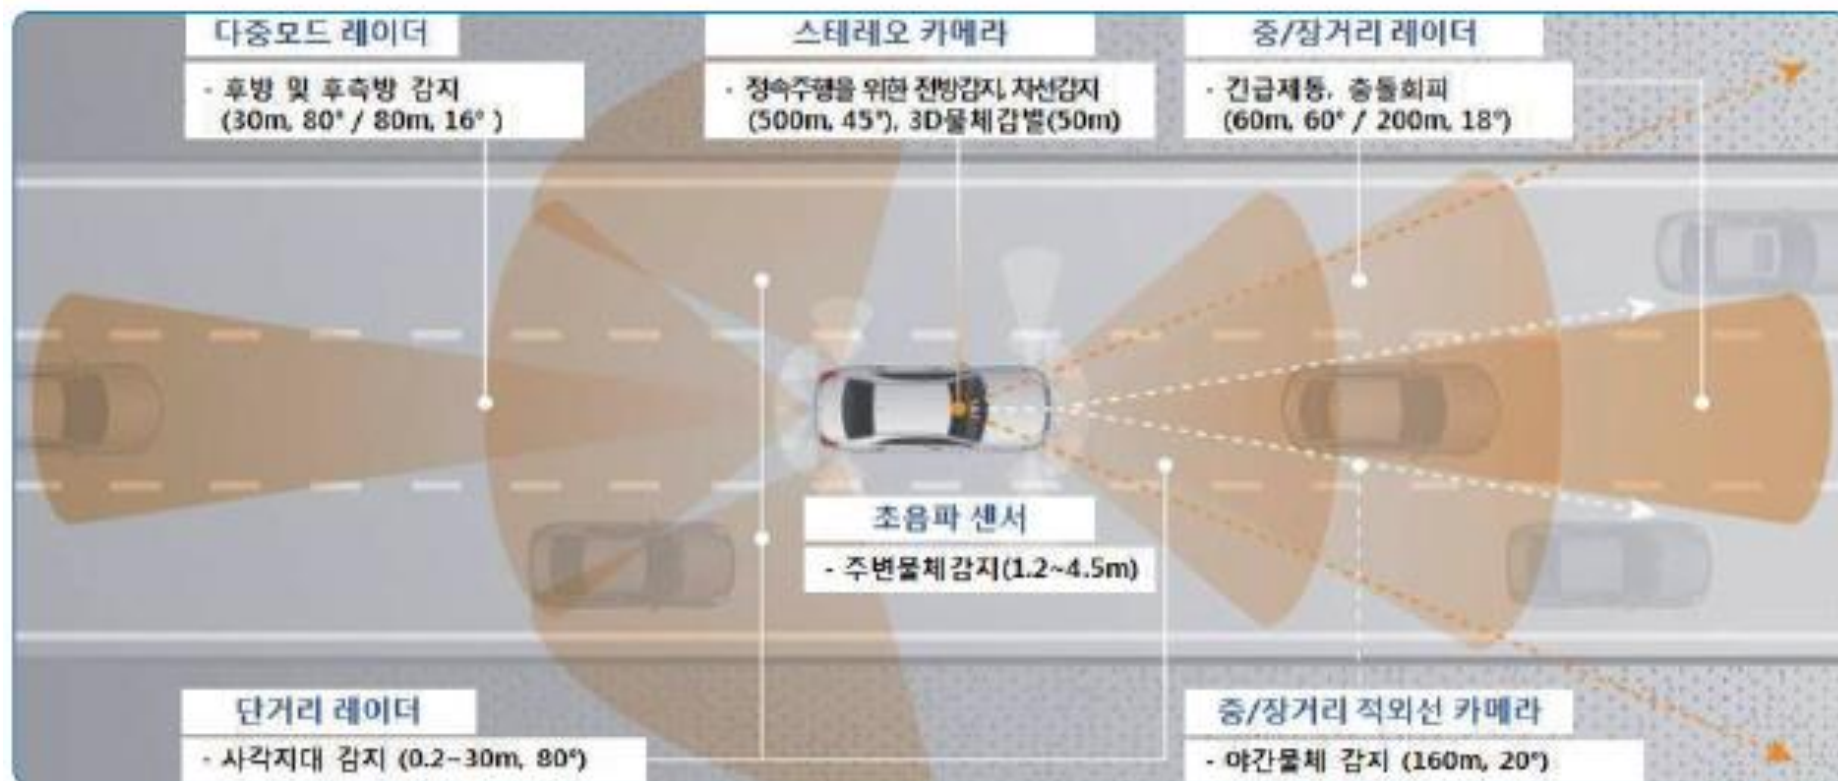 다중모드 레이더
- 후방 및 후측방 감지
(30m, 80° / 80m, 16° )
스테레오 카메라
- 정속주행을 위한 전방감지, 차선감지
(500m, 45°), 3D물체감별(50m)
중/장거리 레이더
- 긴급제동, 충돌회피
(60m, 60° / 200m, 18°)
초음파 센서
- 주변물체감지(1.2~4.5m)
단거리 레이더
- 사각지대 감지 (0.2~30m, 80°)
중/장거리 적외선 카메라
- 야간물체 감지 (160m, 20°)